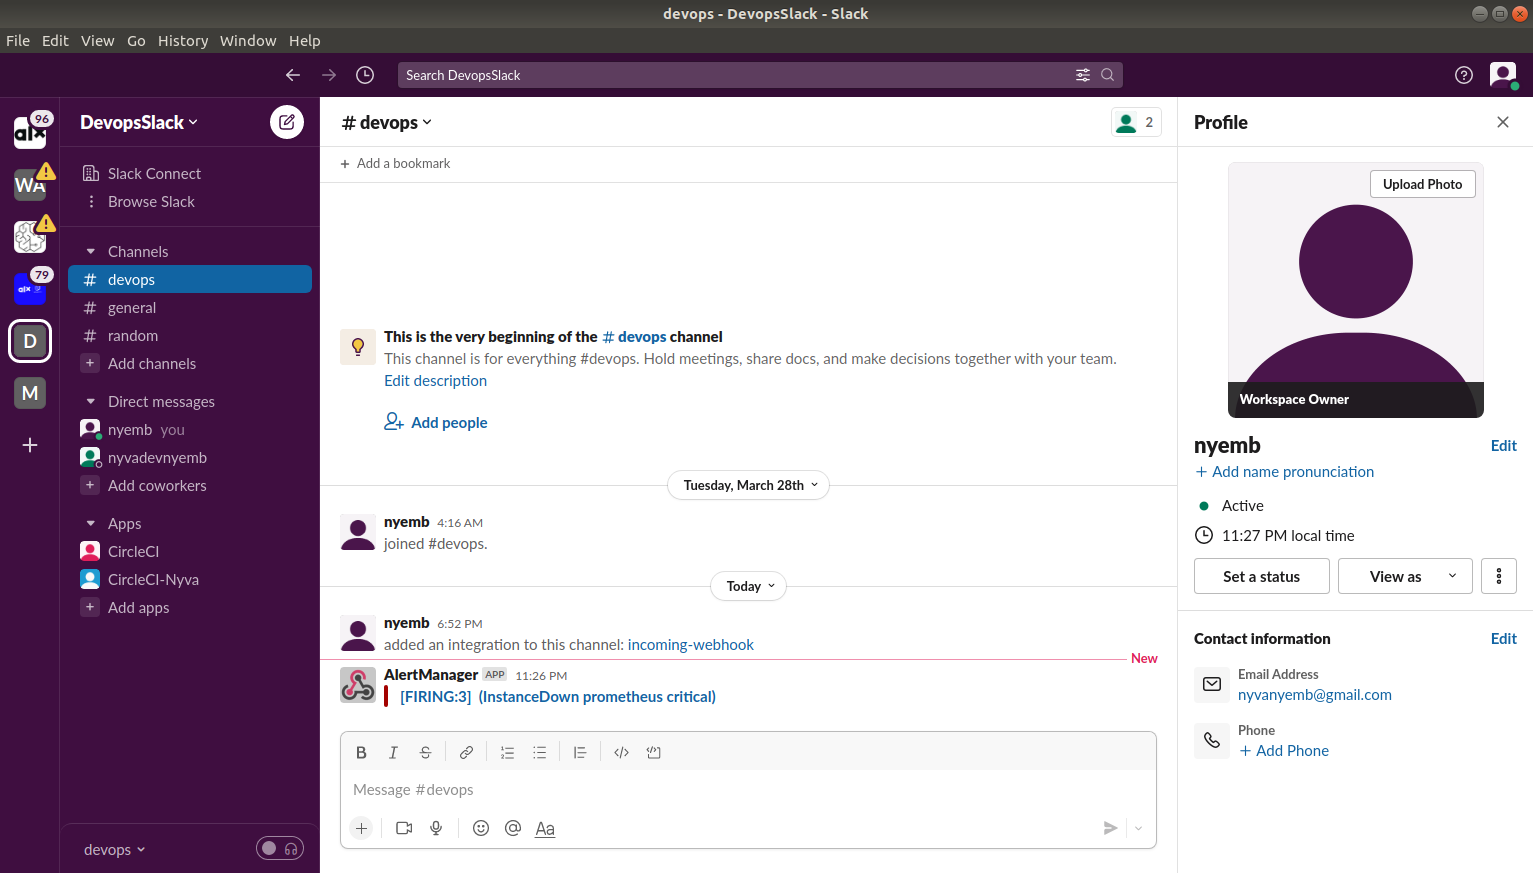 devops - DevopsSlack - Slack
File Edit View Go History Window Help
Search DevopsSlack
96
alx
WA
79
alx
D
M
DevopsSlack
Slack Connect
Browse Slack
Channels
# devops
# general
# random
+ Add channels
Direct messages
nyemb you
nyvadevnyemb
+ Add coworkers
Apps
CircleCI
CircleCI-Nyva
+ Add apps
devops
# devops
2
+ Add a bookmark
This is the very beginning of the # devops channel
This channel is for everything #devops. Hold meetings, share docs, and make decisions together with your team.
Edit description
Add people
Tuesday, March 28th
nyemb 4:16 AM
joined #devops.
Today
nyemb 6:52 PM
added an integration to this channel: incoming-webhook
New
AlertManager APP 11:26 PM
[FIRING:3] (InstanceDown prometheus critical)
B I S
Message #devops
+ @ Aa
Profile
Upload Photo
Workspace Owner
nyemb
Edit
+ Add name pronunciation
Active
11:27 PM local time
Set a status
View as
Contact information
Edit
Email Address
nyvanyemb@gmail.com
Phone
+ Add Phone